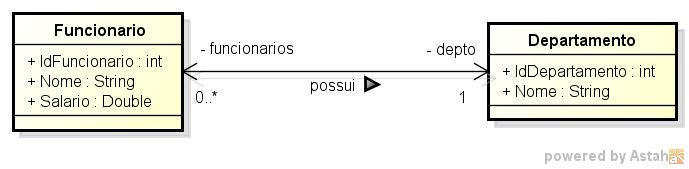 Funcionario
+ IdFuncionario : int
+ Nome : String
+ Salario : Double
- funcionarios
0..*
possui
- depto
1
Departamento
+ IdDepartamento : int
+ Nome : String
powered by Astah